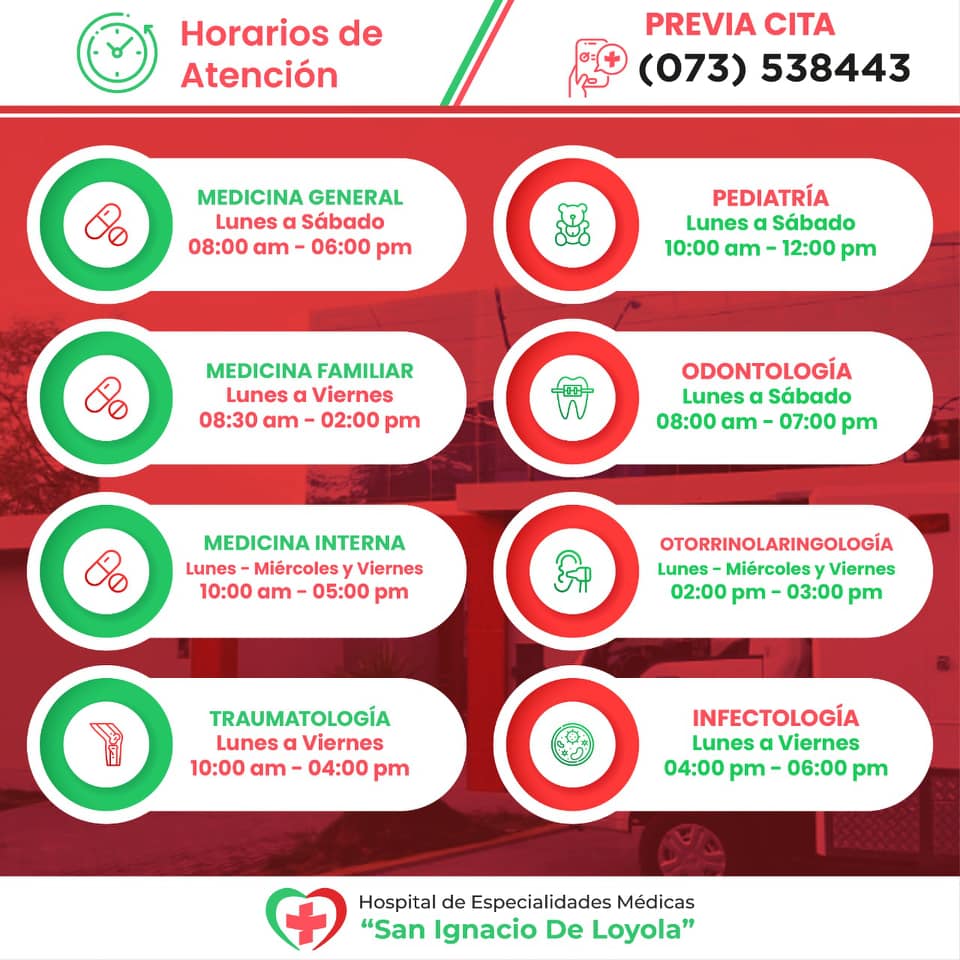 Horarios de
Atención
PREVIA CITA
(073) 538443
MEDICINA GENERAL
Lunes a Sábado
08:00 am - 06:00 pm
PEDIATRÍA
Lunes a Sábado
10:00 am - 12:00 pm
MEDICINA FAMILIAR
Lunes a Viernes
08:30 am - 02:00 pm
ODONTOLOGÍA
Lunes a Sábado
08:00 am - 07:00 pm
MEDICINA INTERNA
Lunes - Miércoles y Viernes
10:00 am - 05:00 pm
OTORRINOLARINGOLOGÍA
Lunes - Miércoles y Viernes
02:00 pm - 03:00 pm
TRAUMATOLOGÍA
Lunes a Viernes
10:00 am - 04:00 pm
INFECTOLOGÍA
Lunes a Viernes
04:00 pm - 06:00 pm
Hospital de Especialidades Médicas
“San Ignacio De Loyola”